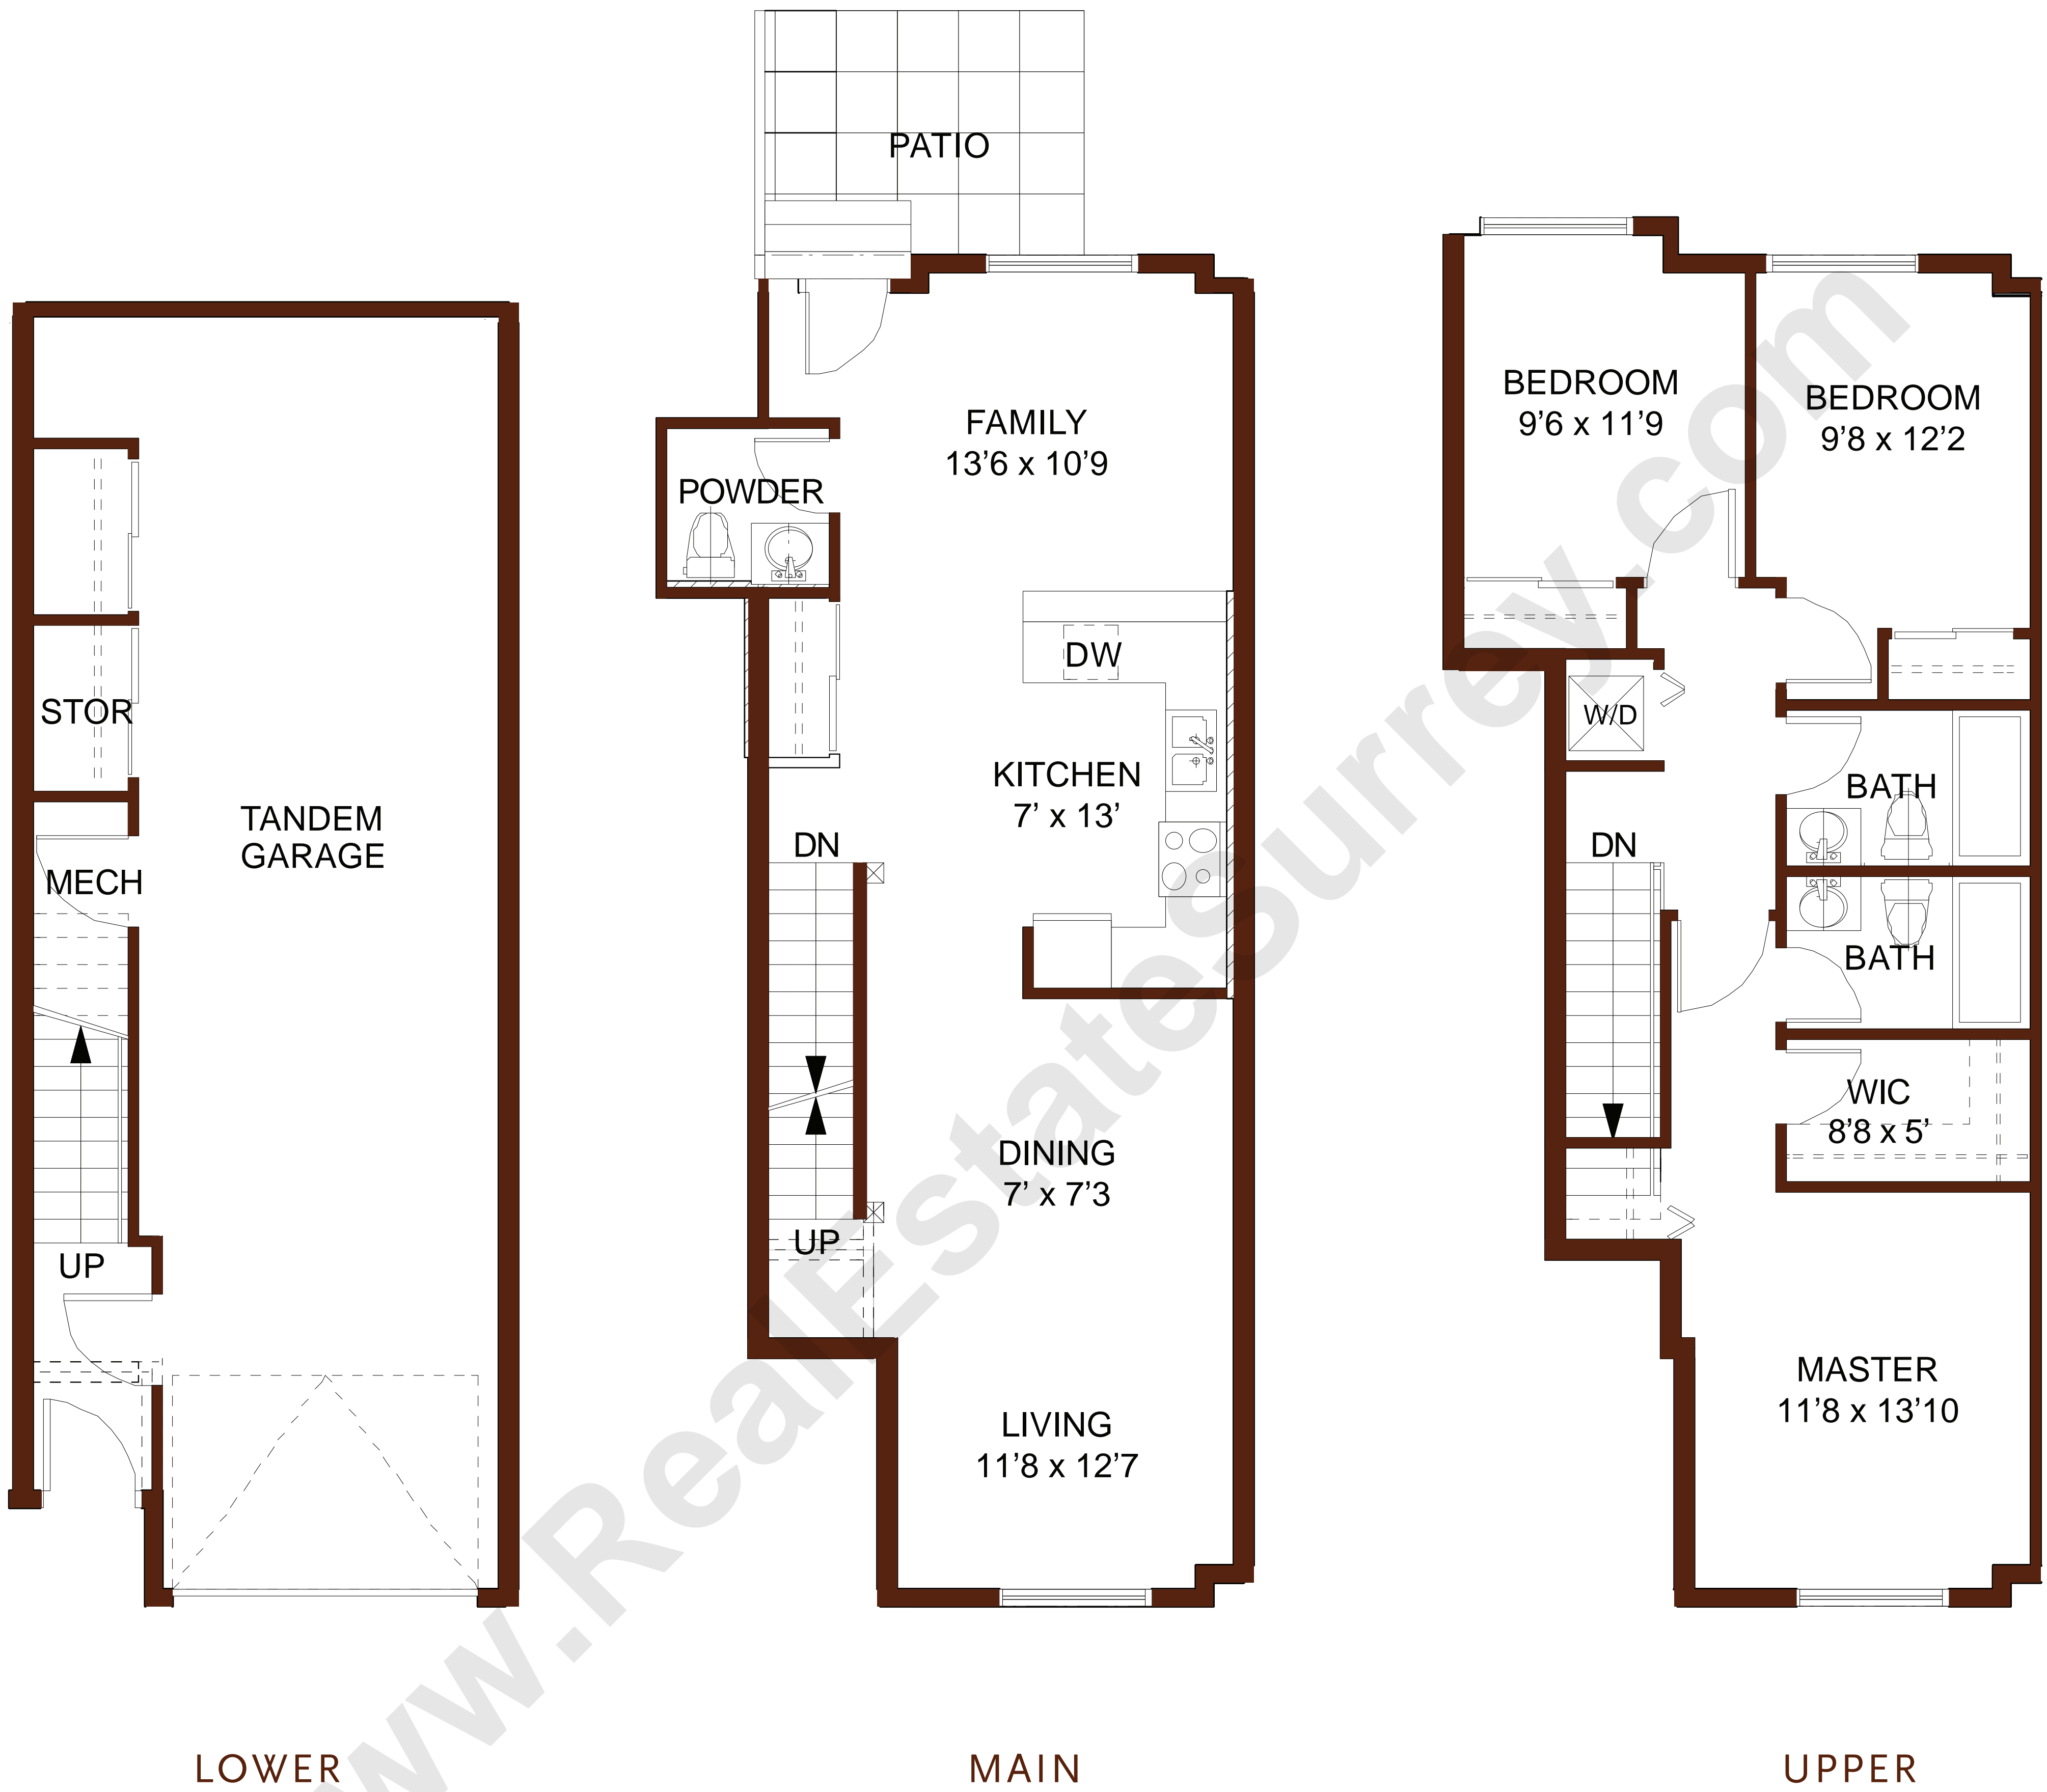 STOR
MECH
UP
TANDEM
GARAGE
LOWER
PATIO
FAMILY
13'6 x 10'9
POWDER
DW
KITCHEN
7' x 13'
DN
DINING
7' x 7'3
UP
LIVING
11'8 x 12'7
MAIN
BEDROOM
9'6 x 11'9
BEDROOM
9'8 x 12'2
W/D
BATH
DN
BATH
WIC
8'8 x 5'
MASTER
11'8 x 13'10
UPPER
www.RealEstateSurrey.com